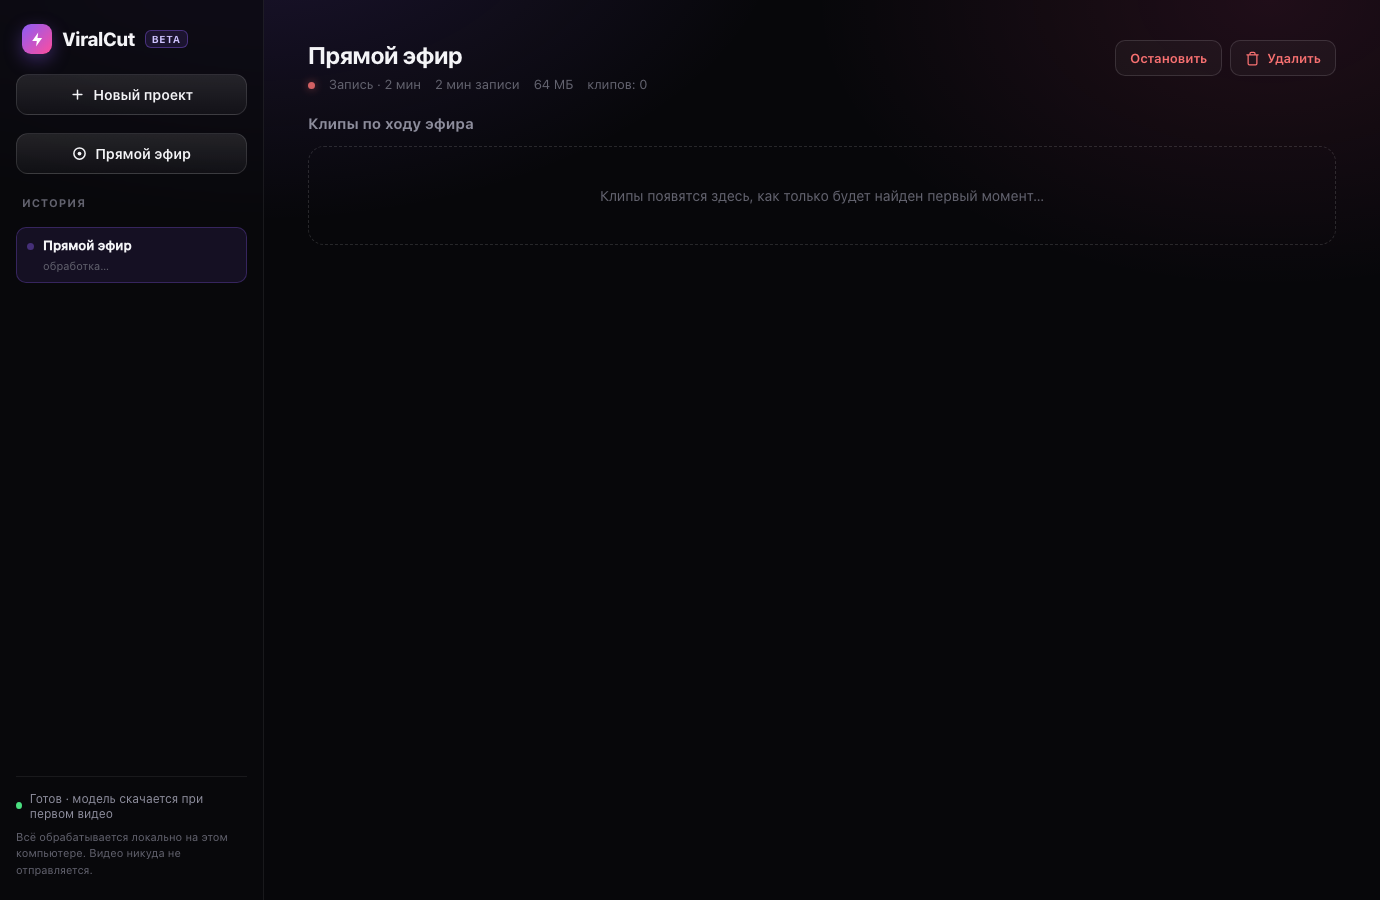 ViralCut BETA
Новый проект
Прямой эфир
ИСТОРИЯ
Прямой эфир
обработка...
Готов · модель скачается при
первом видео
Всё обрабатывается локально на этом
компьютере. Видео никуда не
отправляется.
Прямой эфир
Запись · 2 мин 2 мин записи 64 МБ клипов: 0
Остановить
Удалить
Клипы по ходу эфира
Клипы появятся здесь, как только будет найден первый момент...